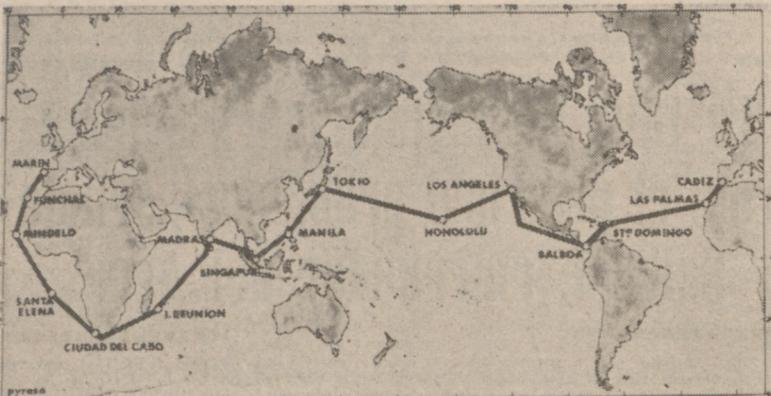 MARIN
FUNCHAL
MINDELO
SANTA
ELENA
CIUDAD DEL CABO
I. REUNION
MADRAS
SINGAPUR
MANILA
TOKIO
HONOLULU
LOS ANGELES
BALBOA
STO DOMINGO
LAS PALMAS
CADIZ
pyresa